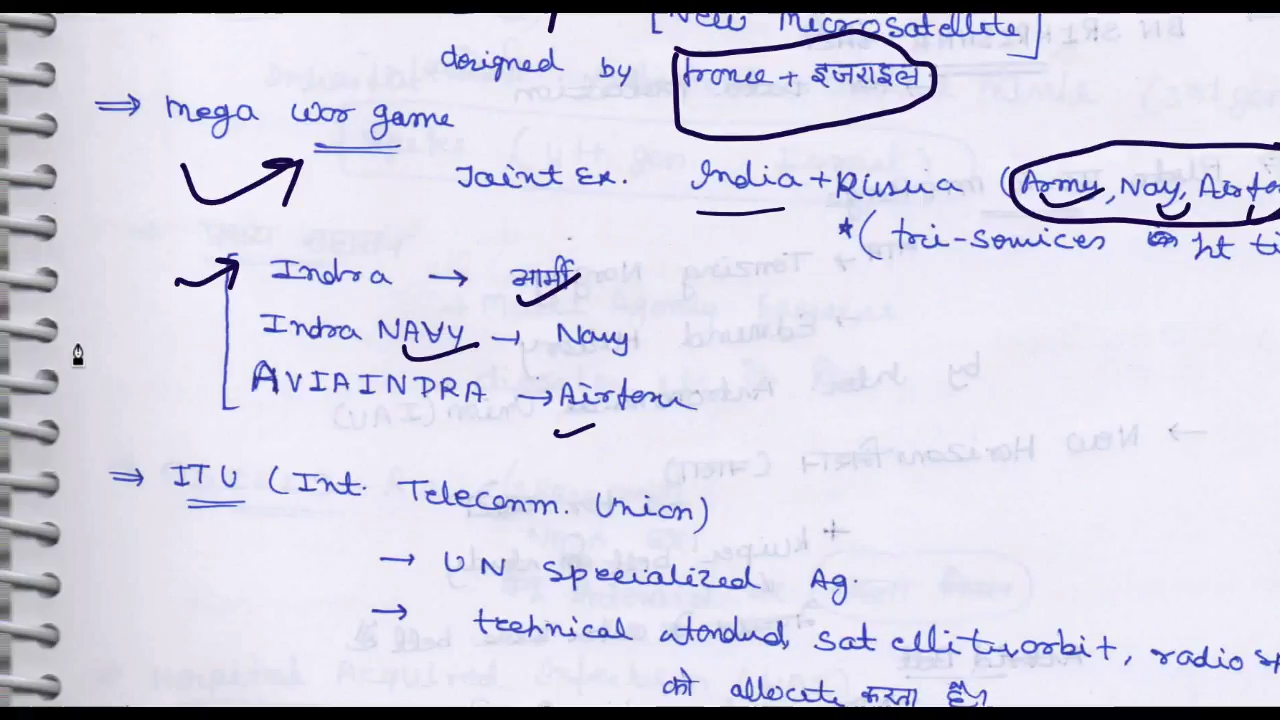 [New Microsatellite]
designed by france + इजराइल
⇒ Mega War game
Joint Ex. India + Russia (Army, Navy, Airfor
*( tri-services
Indra → आर्मी
Indra NAVY → Navy
AVIAINDRA → Airforce
⇒ ITU (Int. Telecomm. Union)
→ UN Specialized Ag.
→ technical standard, satellite, orbit, radio sp
को allocate करता है।